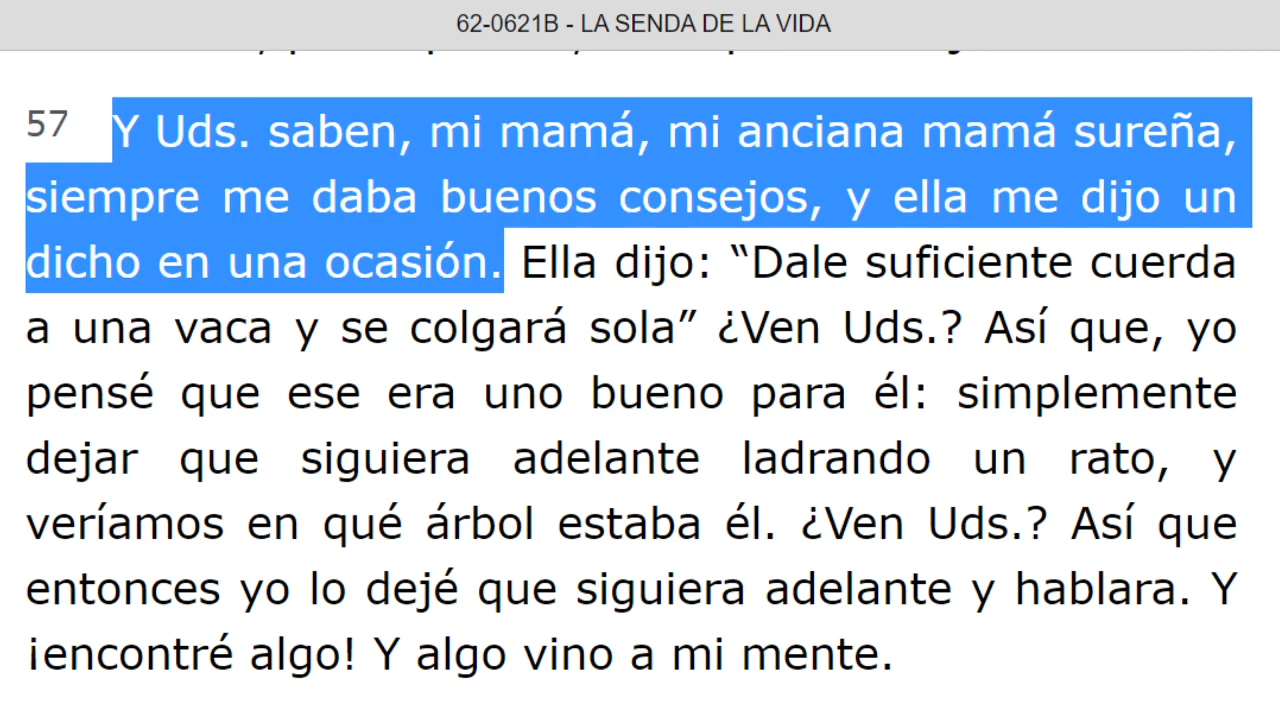 62-0621B - LA SENDA DE LA VIDA
57 Y Uds. saben, mi mamá, mi anciana mamá sureña,
siempre me daba buenos consejos, y ella me dijo un
dicho en una ocasión. Ella dijo: “Dale suficiente cuerda
a una vaca y se colgará sola” ¿Ven Uds.? Así que, yo
pensé que ese era uno bueno para él: simplemente
dejar que siguiera adelante ladrando un rato, y
veríamos en qué árbol estaba él. ¿Ven Uds.? Así que
entonces yo lo dejé que siguiera adelante y hablara. Y
¡encontré algo! Y algo vino a mi mente.